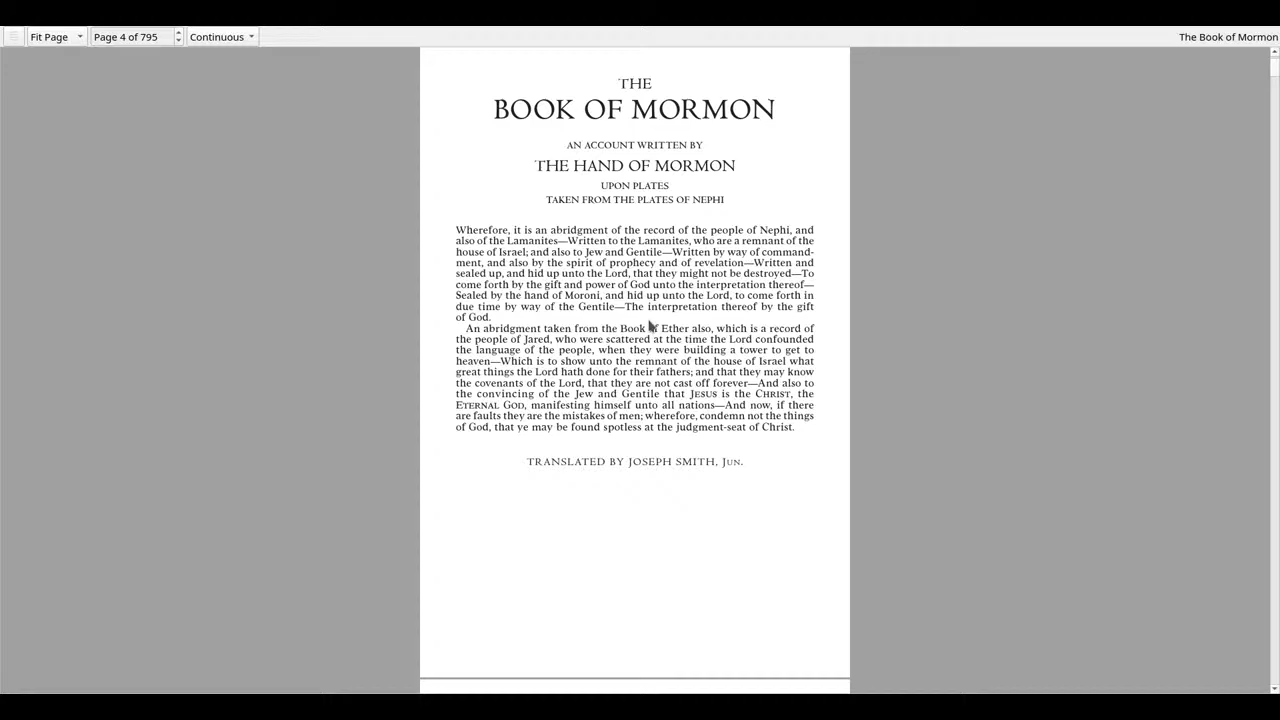 Fit Page
Page 4 of 795
Continuous
The Book of Mormon
THE
BOOK OF MORMON
AN ACCOUNT WRITTEN BY
THE HAND OF MORMON
UPON PLATES
TAKEN FROM THE PLATES OF NEPHI
Wherefore, it is an abridgment of the record of the people of Nephi, and
also of the Lamanites—Written to the Lamanites, who are a remnant of the
house of Israel; and also to Jew and Gentile—Written by way of command-
ment, and also by the spirit of prophecy and of revelation—Written and
sealed up, and hid up unto the Lord, that they might not be destroyed—To
come forth by the gift and power of God unto the interpretation thereof—
Sealed by the hand of Moroni, and hid up unto the Lord, to come forth in
due time by way of the Gentile—The interpretation thereof by the gift
of God.
An abridgment taken from the Book of Ether also, which is a record of
the people of Jared, who were scattered at the time the Lord confounded
the language of the people, when they were building a tower to get to
heaven—Which is to show unto the remnant of the house of Israel what
great things the Lord hath done for their fathers; and that they may know
the covenants of the Lord, that they are not cast off forever—And also to
the convincing of the Jew and Gentile that JESUS is the CHRIST, the
ETERNAL GOD, manifesting himself unto all nations—And now, if there
are faults they are the mistakes of men; wherefore, condemn not the things
of God, that ye may be found spotless at the judgment-seat of Christ.
TRANSLATED BY JOSEPH SMITH, JUN.